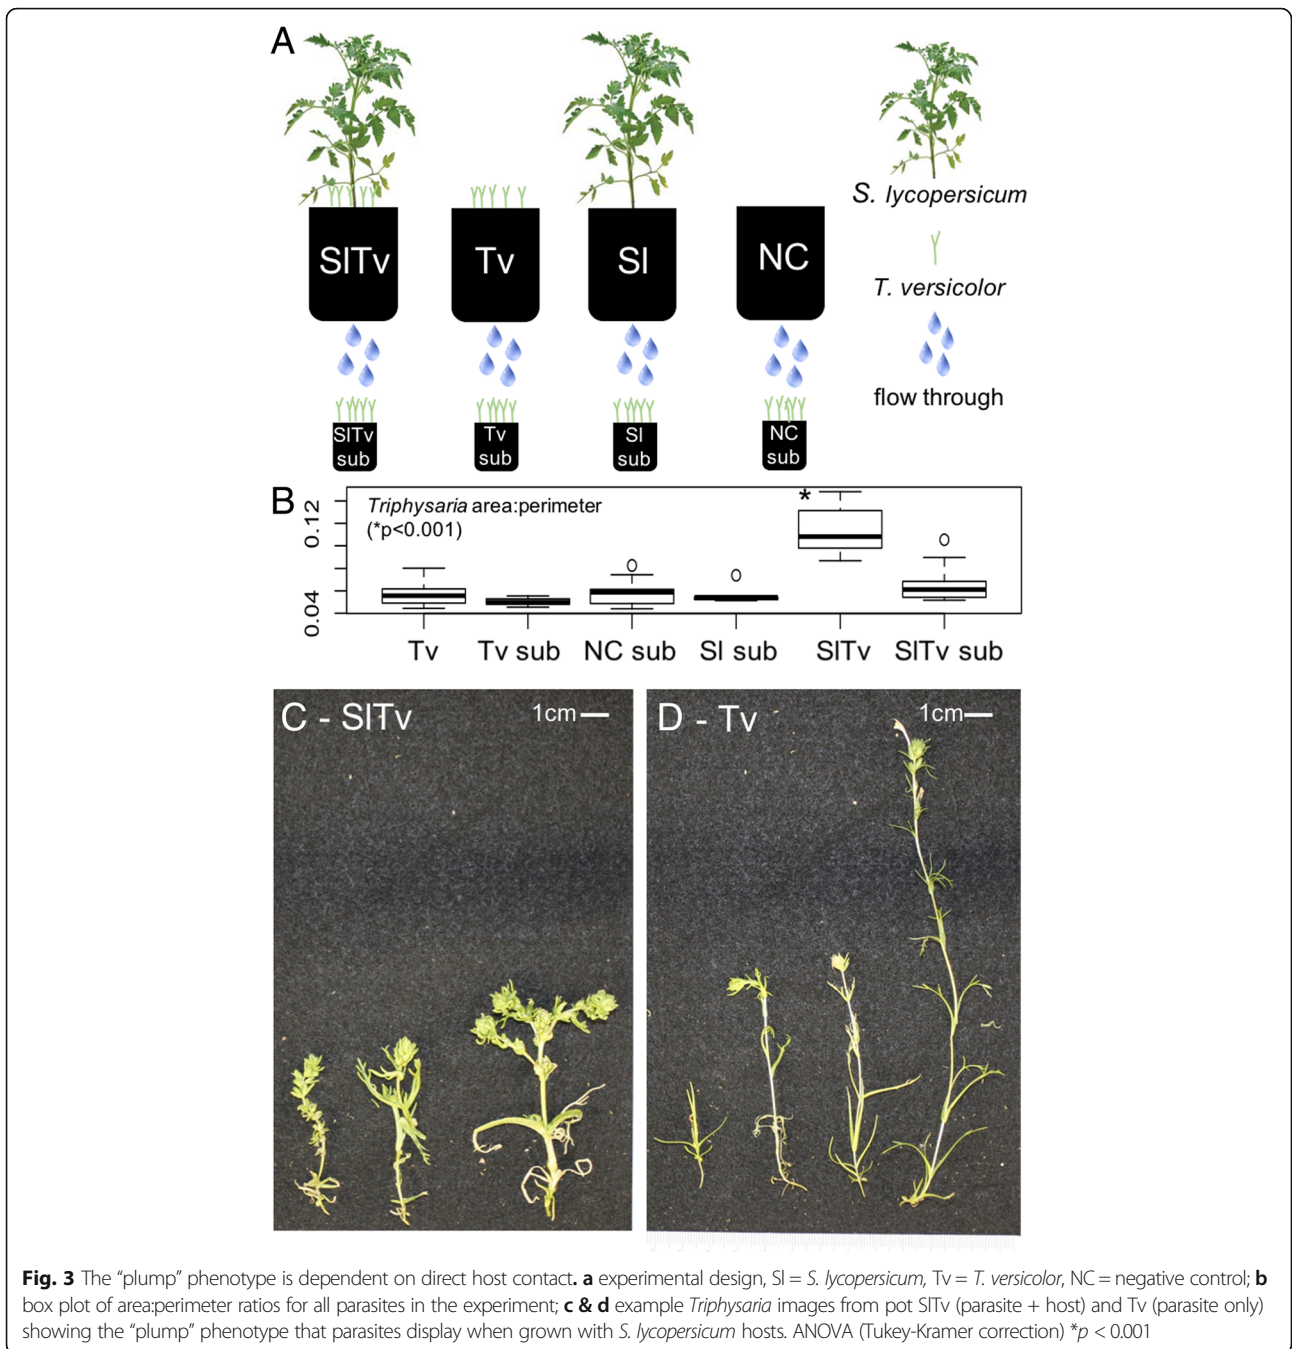 A
SlTv
Tv
Sl
NC
S. lycopersicum
T. versicolor
flow through
SlTv
sub
Tv
sub
Sl
sub
NC
sub
B
Triphysaria area:perimeter
(*p<0.001)
*
0.12
0.04
Tv
Tv sub
NC sub
Sl sub
SlTv
SlTv sub
C - SlTv
1cm
D - Tv
1cm
Fig. 3 The “plump” phenotype is dependent on direct host contact. a experimental design, Sl = S. lycopersicum, Tv = T. versicolor, NC = negative control; b
box plot of area:perimeter ratios for all parasites in the experiment; c & d example Triphysaria images from pot SlTv (parasite + host) and Tv (parasite only)
showing the “plump” phenotype that parasites display when grown with S. lycopersicum hosts. ANOVA (Tukey-Kramer correction) *p < 0.001